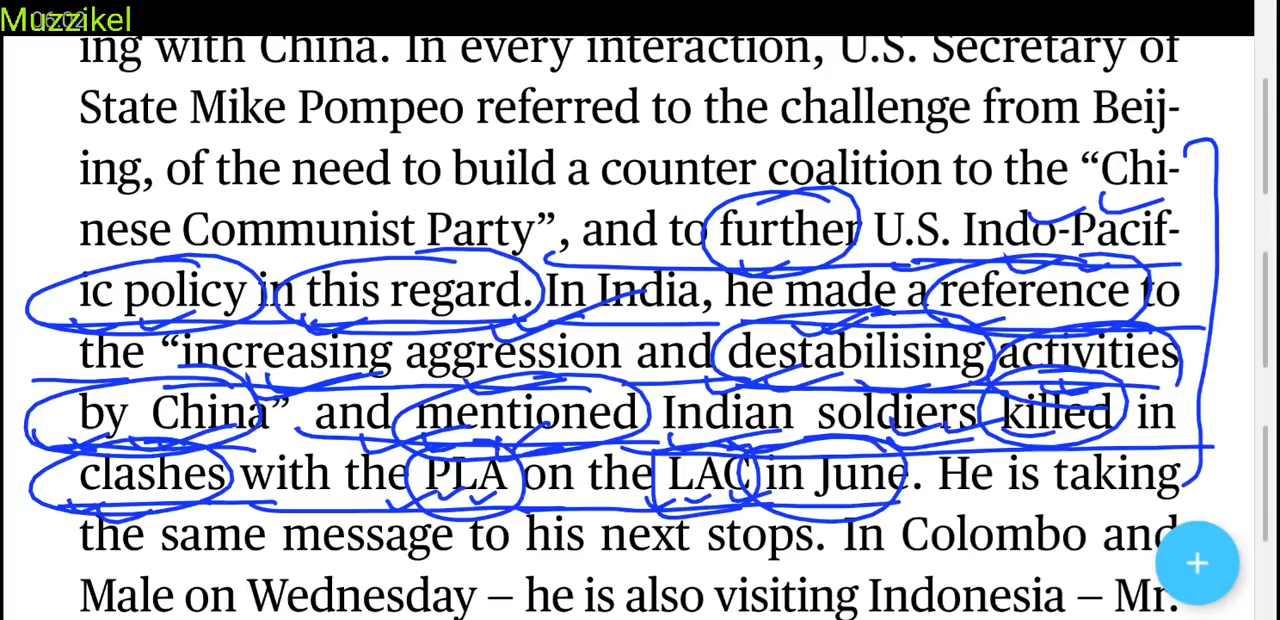 Muzzikel
06:02
ing with China. In every interaction, U.S. Secretary of
State Mike Pompeo referred to the challenge from Beij-
ing, of the need to build a counter coalition to the “Chi-
nese Communist Party”, and to further U.S. Indo-Pacif-
ic policy in this regard. In India, he made a reference to
the “increasing aggression and destabilising activities
by China” and mentioned Indian soldiers killed in
clashes with the PLA on the LAC in June. He is taking
the same message to his next stops. In Colombo and
Male on Wednesday – he is also visiting Indonesia – Mr.